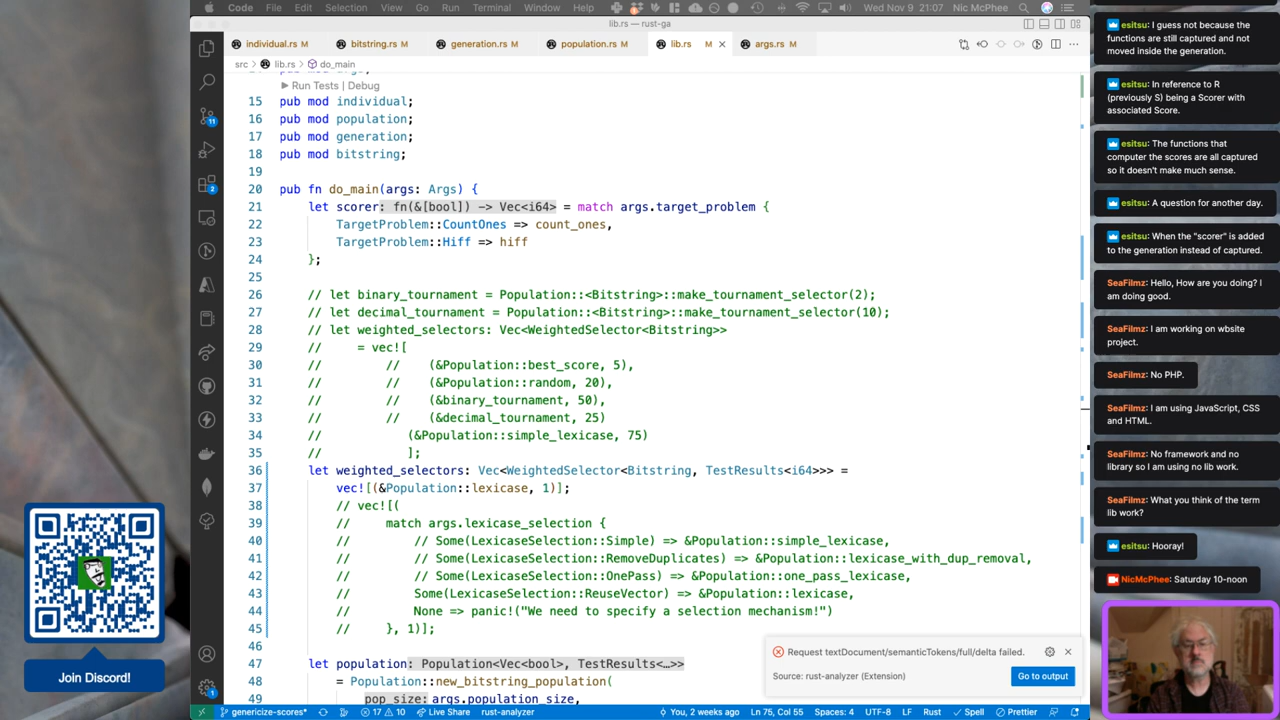 Code File Edit Selection View Go Run Terminal Window Help Wed Nov 9 21:07 Nic McPhee
lib.rs — rust-ga
individual.rs M bitstring.rs M generation.rs M population.rs M lib.rs M args.rs M
src lib.rs do_main
Run Tests | Debug
15 pub mod individual;
16 pub mod population;
17 pub mod generation;
18 pub mod bitstring;
19
20 pub fn do_main(args: Args) {
21 let scorer: fn(&[bool]) -> Vec<i64> = match args.target_problem {
22 TargetProblem::CountOnes => count_ones,
23 TargetProblem::Hiff => hiff
24 };
25
26 // let binary_tournament = Population::<Bitstring>::make_tournament_selector(2);
27 // let decimal_tournament = Population::<Bitstring>::make_tournament_selector(10);
28 // let weighted_selectors: Vec<WeightedSelector<Bitstring>>
29 // = vec![
30 // // (&Population::best_score, 5),
31 // // (&Population::random, 20),
32 // // (&binary_tournament, 50),
33 // // (&decimal_tournament, 25)
34 // (&Population::simple_lexicase, 75)
35 // ];
36 let weighted_selectors: Vec<WeightedSelector<Bitstring, TestResults<i64>>> =
37 vec![(&Population::lexicase, 1)];
38 // vec![(
39 // match args.lexicase_selection {
40 // // Some(LexicaseSelection::Simple) => &Population::simple_lexicase,
41 // // Some(LexicaseSelection::RemoveDuplicates) => &Population::lexicase_with_dup_removal,
42 // // Some(LexicaseSelection::OnePass) => &Population::one_pass_lexicase,
43 // Some(LexicaseSelection::ReuseVector) => &Population::lexicase,
44 // None => panic!("We need to specify a selection mechanism!")
45 // }, 1)];
46
47 let population: Population<Vec<bool>, TestResults<…>>
48 = Population::new_bitstring_population(
49 pop_size: args.population_size,
Request textDocument/semanticTokens/full/delta failed.
Source: rust-analyzer (Extension)
Go to output
genericize-scores* 17 10 Live Share rust-analyzer You, 2 weeks ago Ln 75, Col 55 Spaces: 4 UTF-8 LF Rust Spell Prettier
11
2
1
Join Discord!
esitsu: I guess not because the
functions are still captured and not
moved inside the generation.
esitsu: In reference to R
(previously S) being a Scorer with
associated Score.
esitsu: The functions that
computer the scores are all captured
so it doesn't make much sense.
esitsu: A question for another day.
esitsu: When the "scorer" is added
to the generation instead of captured.
SeaFilmz: Hello, How are you doing? I
am doing good.
SeaFilmz: I am working on wbsite
project.
SeaFilmz: No PHP.
SeaFilmz: I am using JavaScript, CSS
and HTML.
SeaFilmz: No framework and no
library so I am using no lib work.
SeaFilmz: What you think of the term
lib work?
esitsu: Hooray!
NicMcPhee: Saturday 10-noon